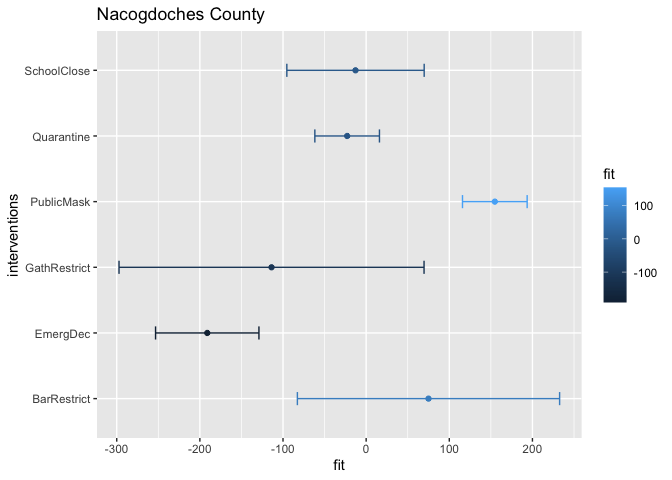 Nacogdoches County
SchoolClose
Quarantine
PublicMask
GathRestrict
EmergDec
BarRestrict
interventions
-300 -200 -100 0 100 200
fit
fit
100
0
-100